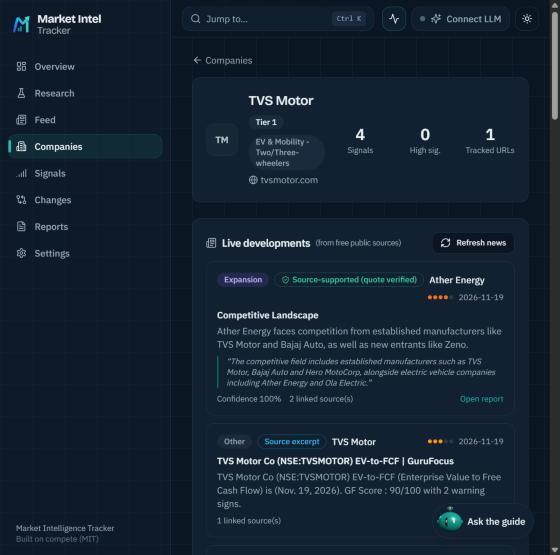 Market Intel
Tracker
Jump to...
Ctrl K
Connect LLM
Overview
Research
Feed
Companies
Signals
Changes
Reports
Settings
Companies
TM
TVS Motor
Tier 1
EV & Mobility -
Two/Three-
wheelers
tvsmotor.com
4
Signals
0
High sig.
1
Tracked URLs
Live developments (from free public sources)
Refresh news
Expansion Source-supported (quote verified) Ather Energy
2026-11-19
Competitive Landscape
Ather Energy faces competition from established manufacturers like
TVS Motor and Bajaj Auto, as well as new entrants like Zeno.
"The competitive field includes established manufacturers such as TVS
Motor, Bajaj Auto and Hero MotoCorp, alongside electric vehicle companies
including Ather Energy and Ola Electric."
Confidence 100% 2 linked source(s) Open report
Other Source excerpt TVS Motor 2026-11-19
TVS Motor Co (NSE:TVSMOTOR) EV-to-FCF | GuruFocus
TVS Motor Co (NSE:TVSMOTOR) EV-to-FCF (Enterprise Value to Free
Cash Flow) is (Nov. 19, 2026). GF Score : 90/100 with 2 warning
signs.
1 linked source(s)
Ask the guide
Market Intelligence Tracker
Built on compete (MIT)